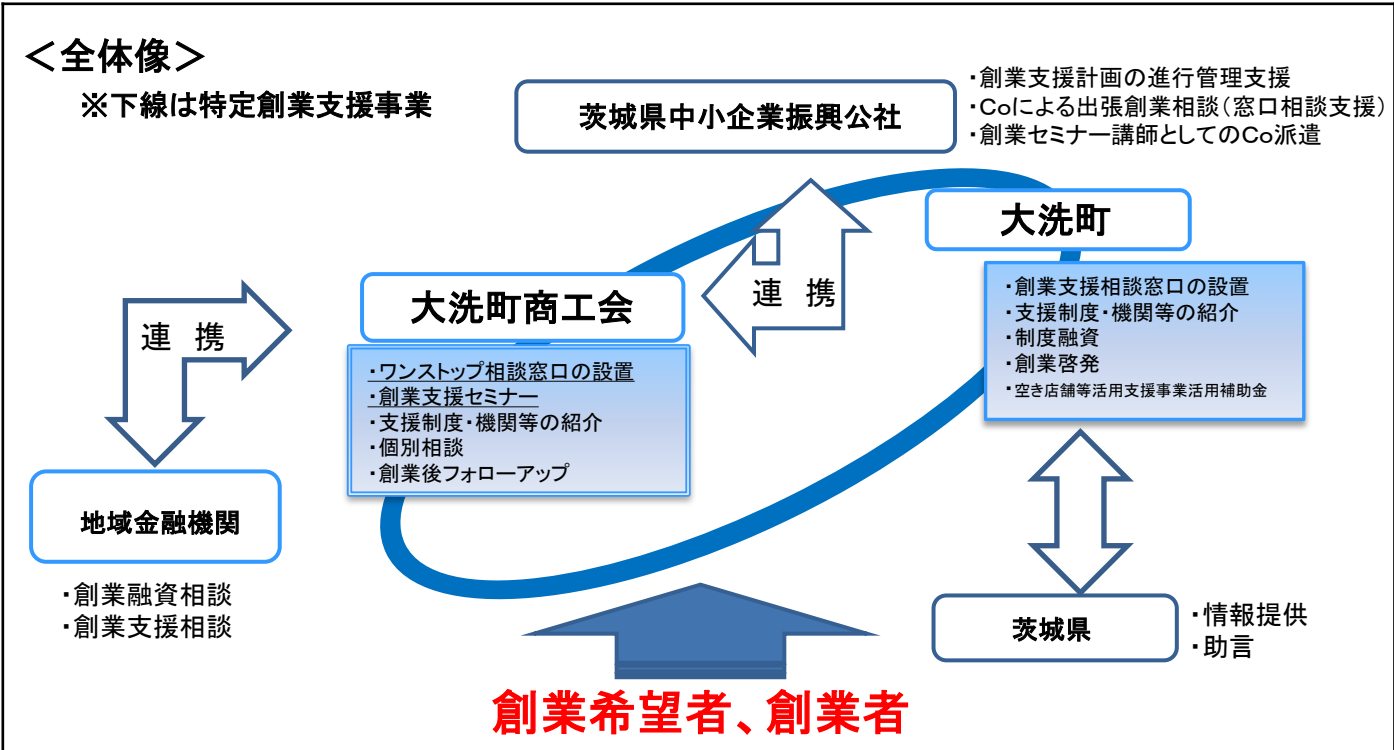 ＜全体像＞
※下線は特定創業支援事業
茨城県中小企業振興公社
・創業支援計画の進行管理支援
・Coによる出張創業相談（窓口相談支援）
・創業セミナー講師としてのCo派遣
大洗町
・創業支援相談窓口の設置
・支援制度・機関等の紹介
・制度融資
・創業啓発
・空き店舗等活用支援事業活用補助金
連　携
大洗町商工会
・ワンストップ相談窓口の設置
・創業支援セミナー
・支援制度・機関等の紹介
・個別相談
・創業後フォローアップ
連　携
地域金融機関
・創業融資相談
・創業支援相談
茨城県
・情報提供
・助言
創業希望者、創業者